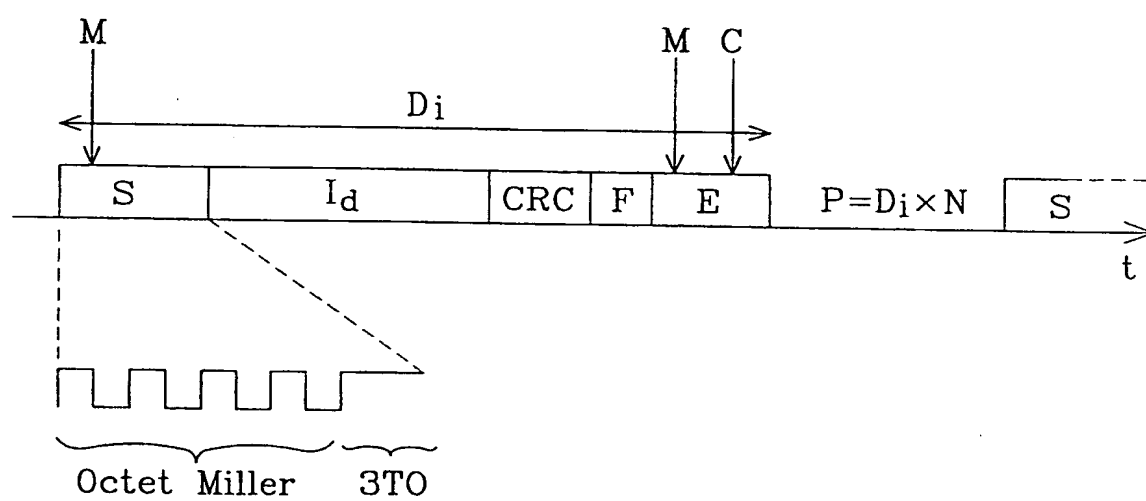 M M C
Di
S Id CRC F E P=Di×N S
t
Octet Miller 3TO